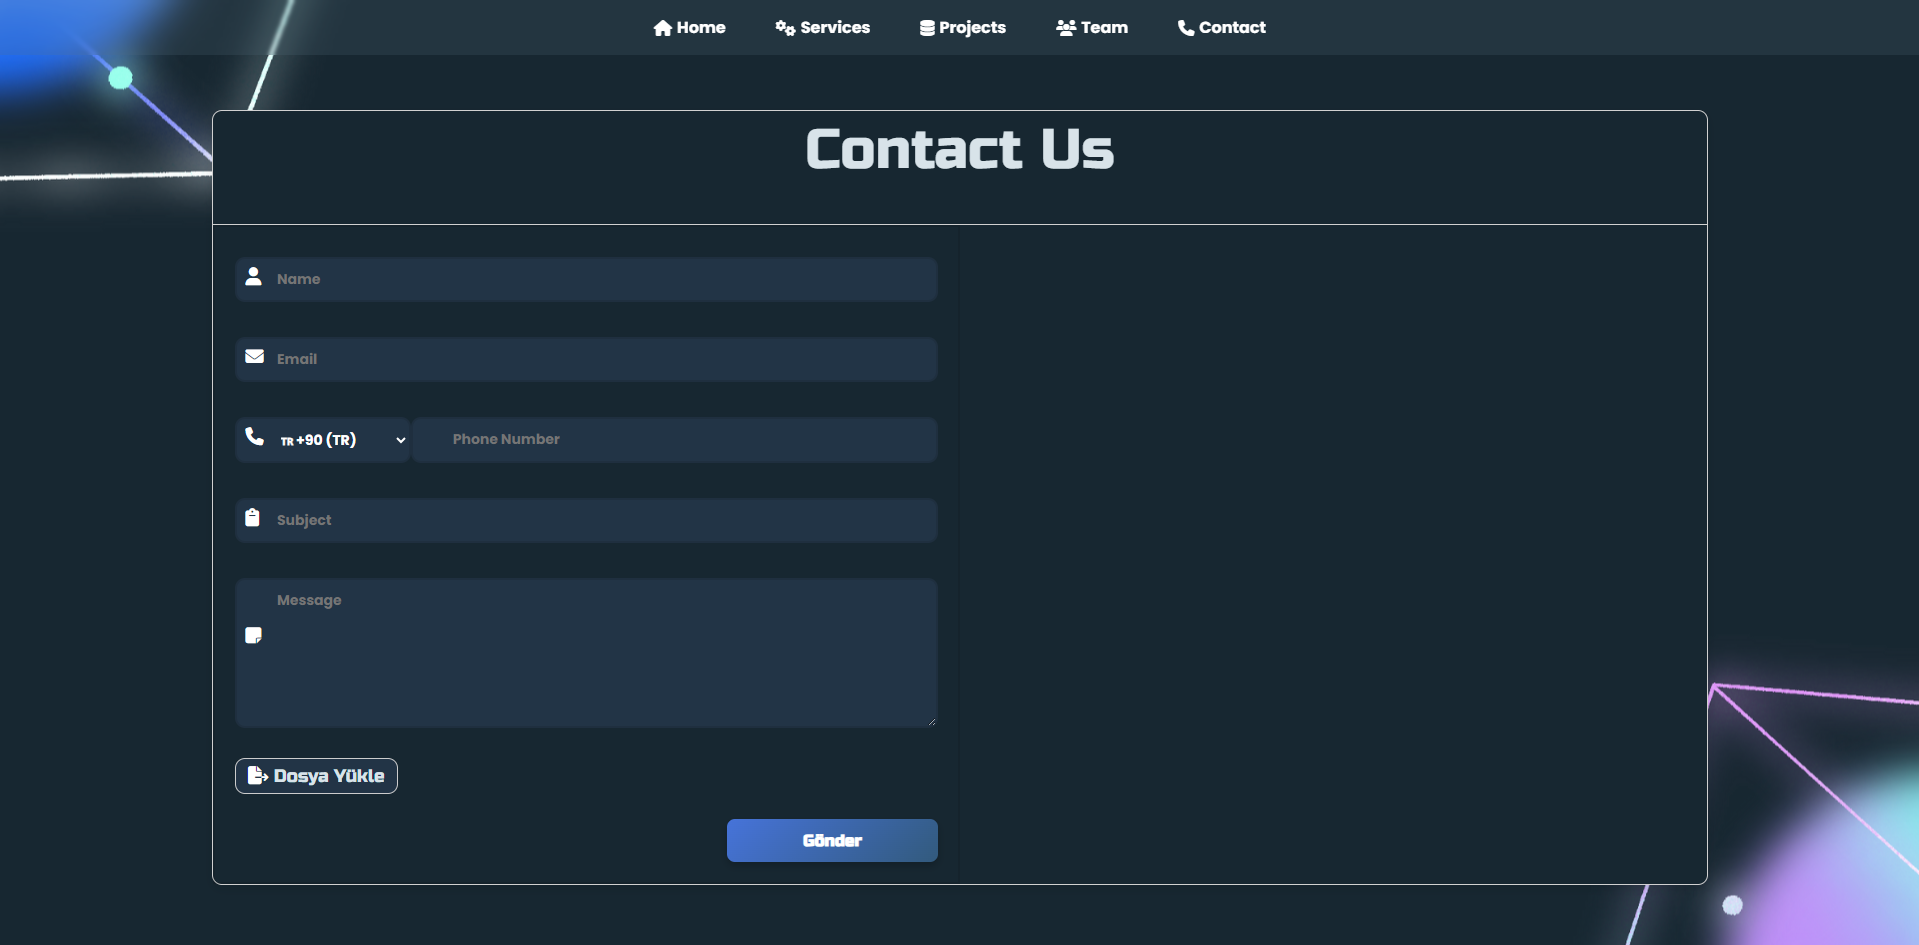 Home Services Projects Team Contact
Contact Us
Name
Email
TR +90 (TR) Phone Number
Subject
Message
Dosya Yükle
Gönder